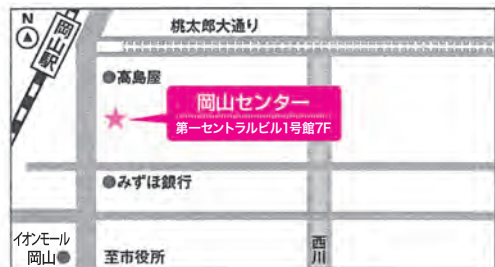 N
岡山駅
桃太郎大通り
●高島屋
岡山センター
第一セントラルビル1号館7F
●みずほ銀行
イオンモール
岡山●
至市役所
西川